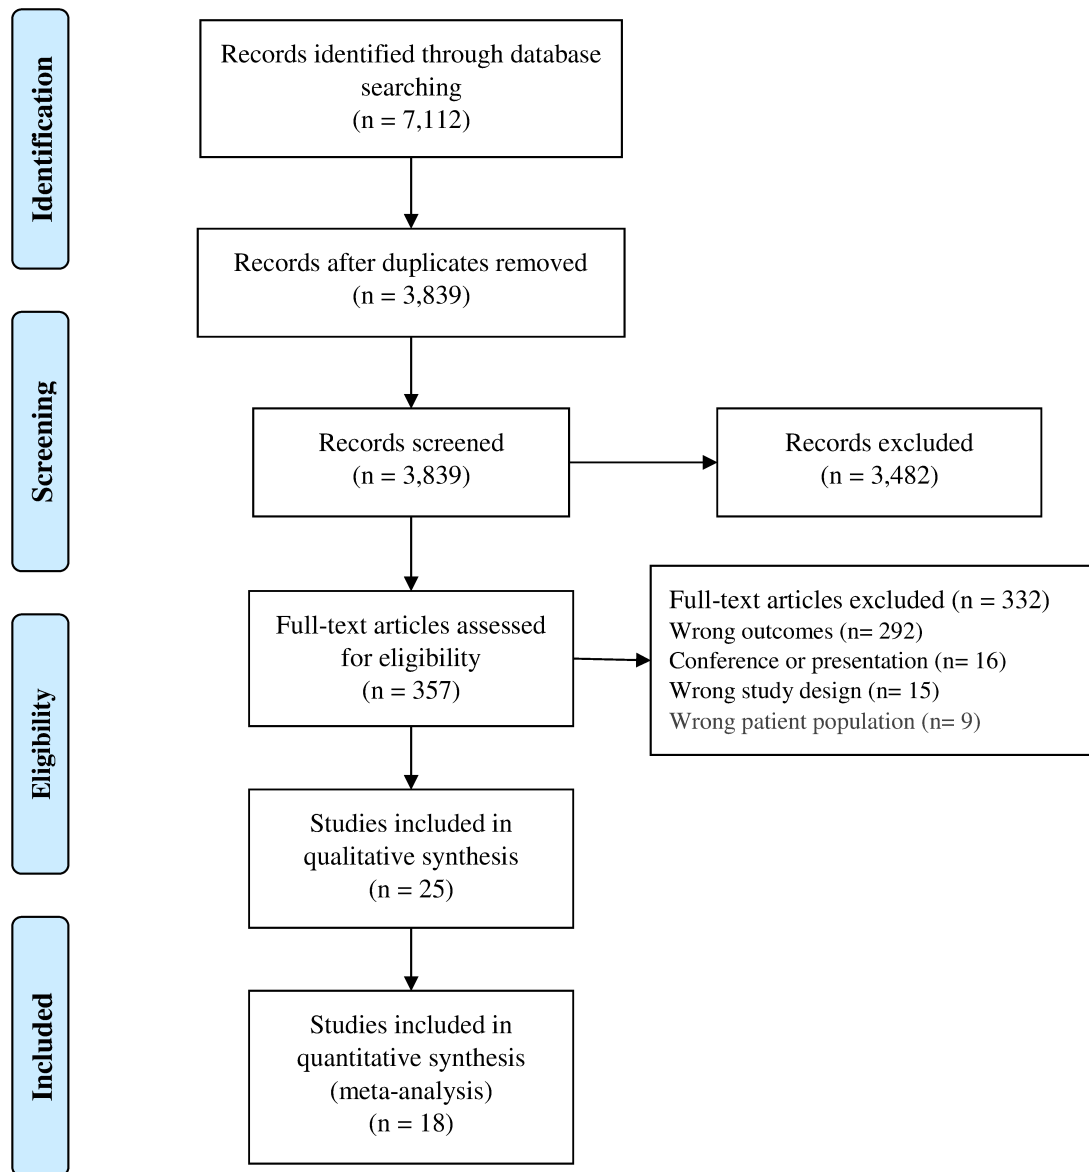 Identification
Records identified through database
searching
(n = 7,112)
Records after duplicates removed
(n = 3,839)
Screening
Records screened
(n = 3,839)
Records excluded
(n = 3,482)
Eligibility
Full-text articles assessed
for eligibility
(n = 357)
Full-text articles excluded (n = 332)
Wrong outcomes (n= 292)
Conference or presentation (n= 16)
Wrong study design (n= 15)
Wrong patient population (n= 9)
Studies included in
qualitative synthesis
(n = 25)
Included
Studies included in
quantitative synthesis
(meta-analysis)
(n = 18)